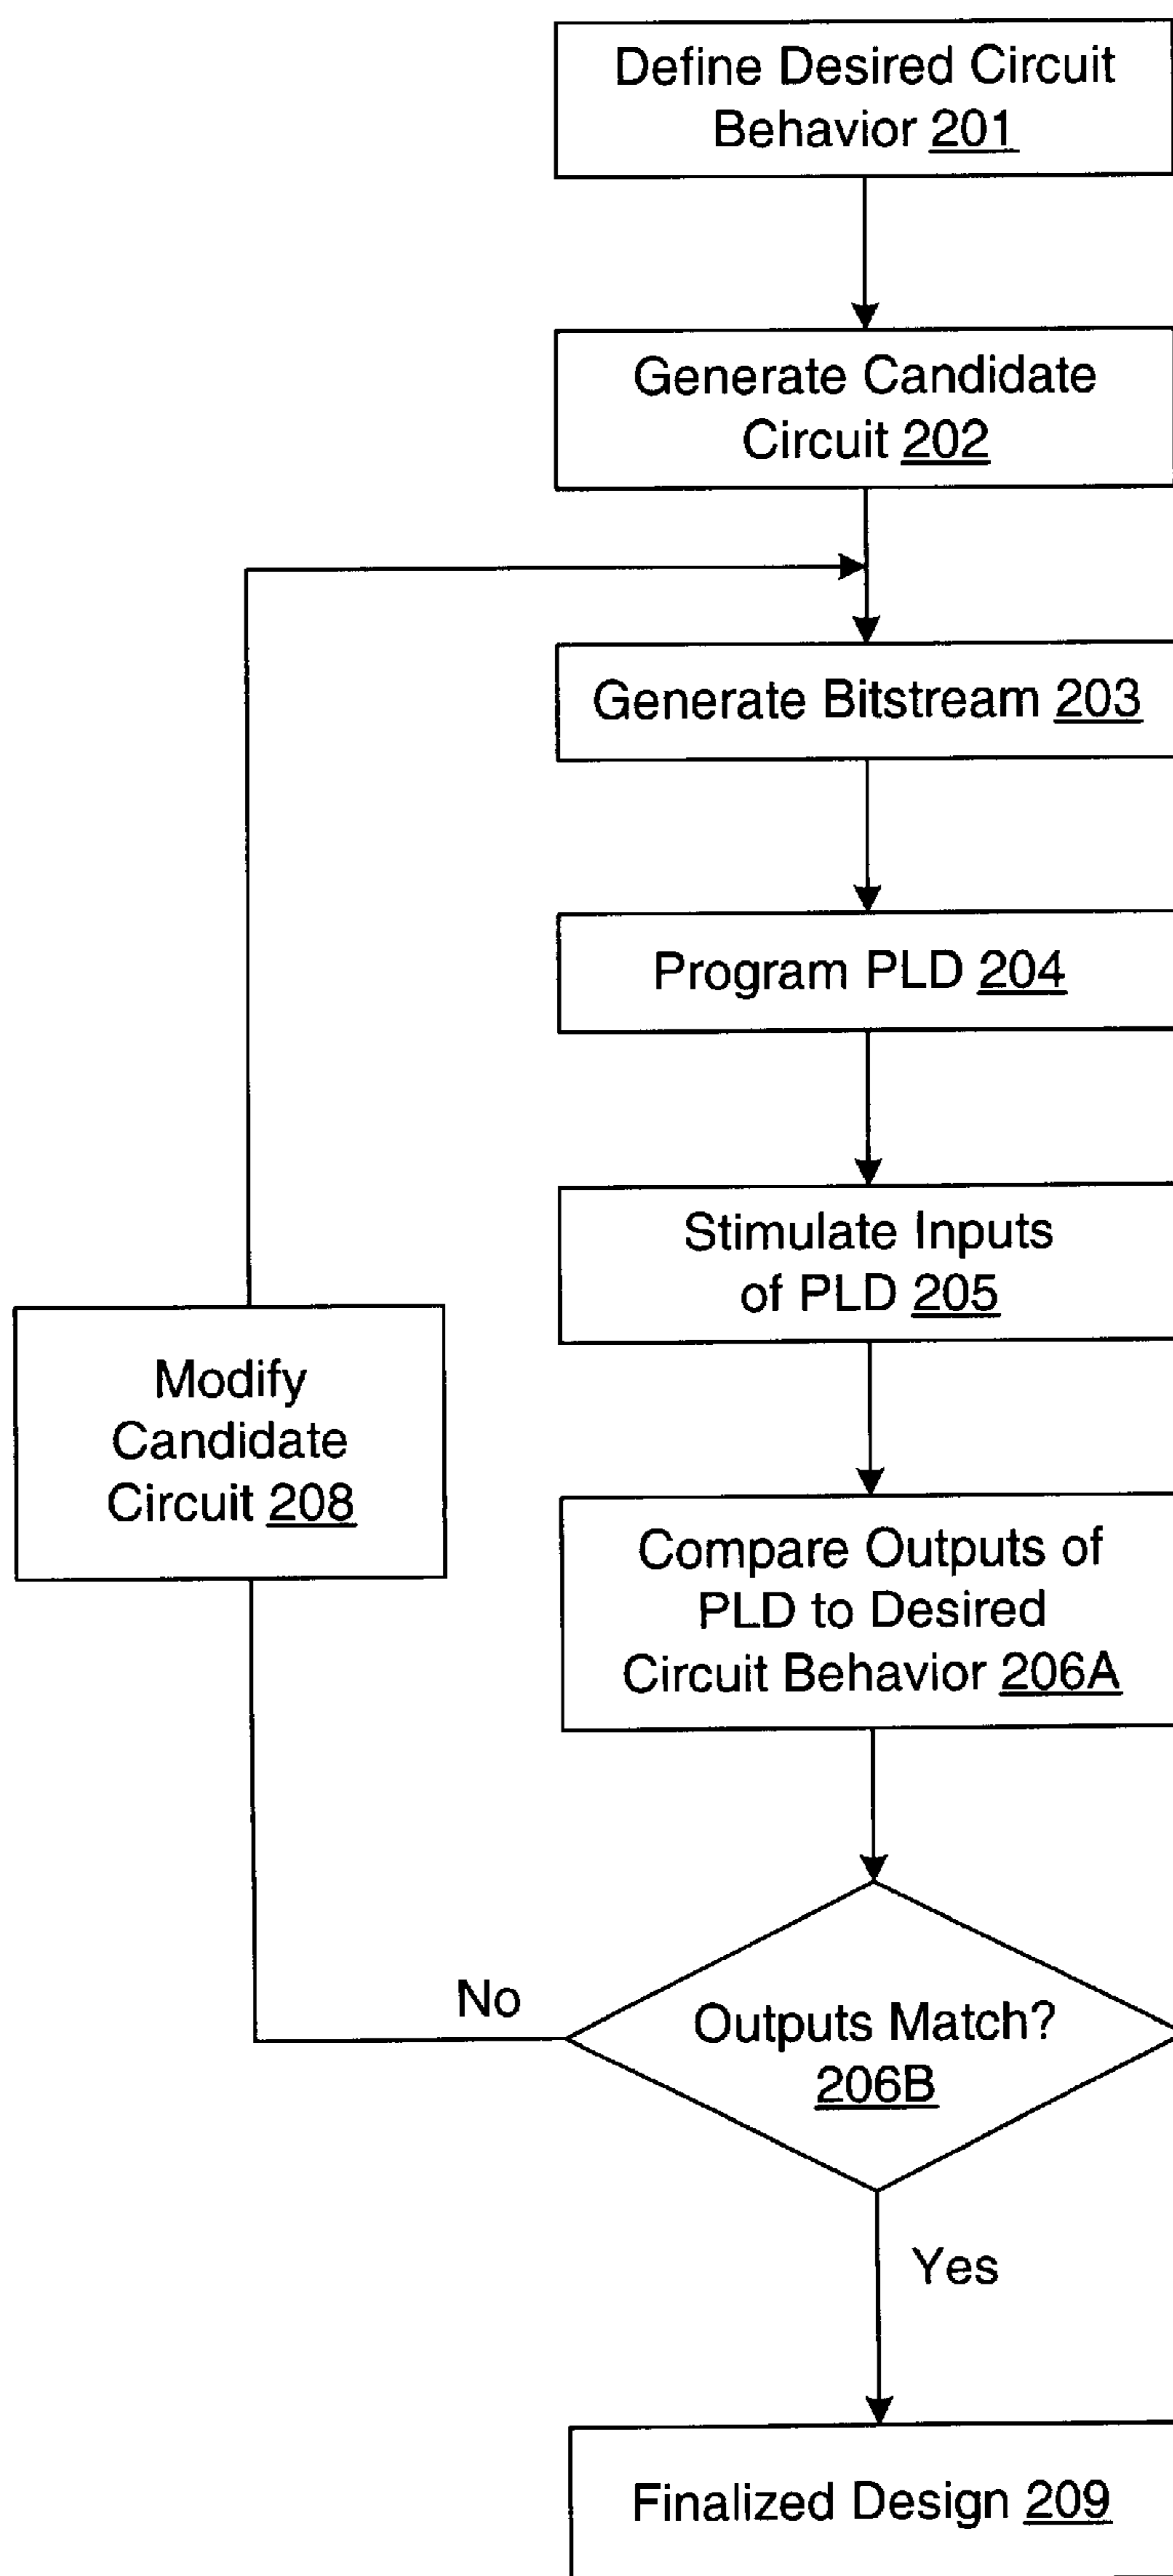 Define Desired Circuit
Behavior 201
Generate Candidate
Circuit 202
Generate Bitstream 203
Program PLD 204
Stimulate Inputs
of PLD 205
Modify
Candidate
Circuit 208
Compare Outputs of
PLD to Desired
Circuit Behavior 206A
No
Outputs Match?
206B
Yes
Finalized Design 209